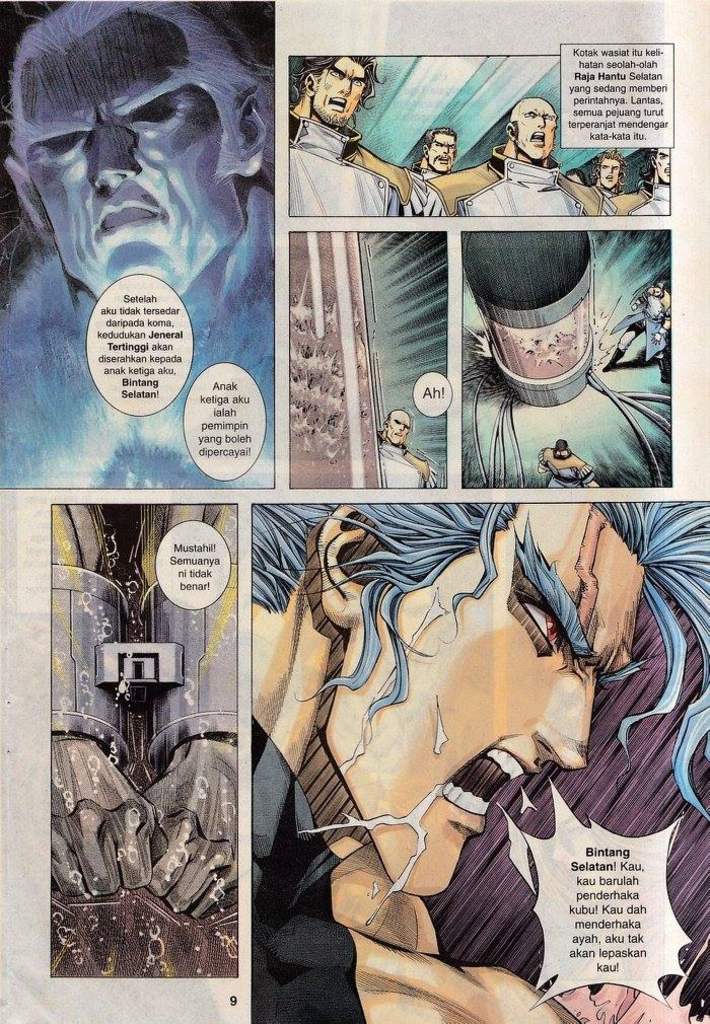 Setelah
aku tidak tersedar
daripada koma,
kedudukan Jeneral
Tertinggi akan
diserahkan kepada
anak ketiga aku,
Bintang
Selatan!
Anak
ketiga aku
ialah
pemimpin
yang boleh
dipercayai!
Kotak wasiat itu keli-
hatan seolah-olah
Raja Hantu Selatan
yang sedang memberi
perintahnya. Lantas,
semua pejuang turut
terperanjat mendengar
kata-kata itu.
Ah!
Mustahil!
Semuanya
ni tidak
benar!
Bintang
Selatan! Kau,
kau barulah
penderhaka
kubu! Kau dah
menderhaka
ayah, aku tak
akan lepaskan
kau!
9